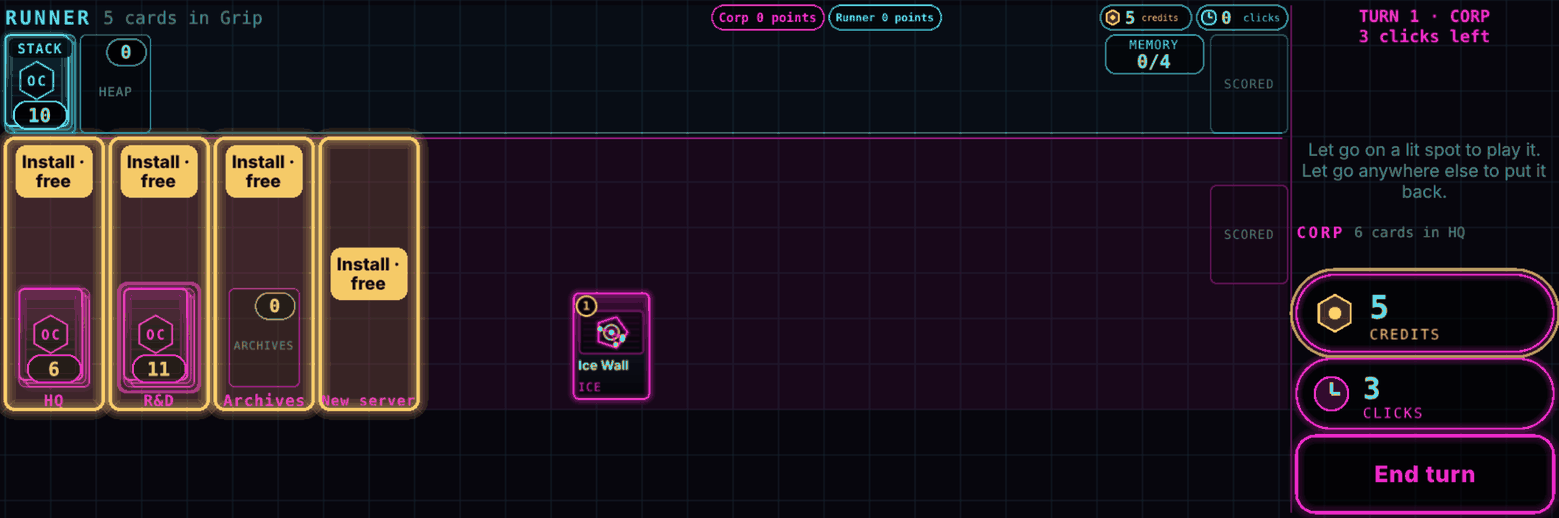 RUNNER 5 cards in Grip
Corp 0 points
Runner 0 points
5 credits
0 clicks
TURN 1 · CORP
3 clicks left
STACK
OC
10
0
HEAP
MEMORY
0/4
SCORED
Install ·
free
Install ·
free
Install ·
free
Install ·
free
Let go on a lit spot to play it.
Let go anywhere else to put it
back.
SCORED
CORP 6 cards in HQ
OC
6
HQ
OC
11
R&D
0
ARCHIVES
Archives
New server
1
Ice Wall
ICE
5
CREDITS
3
CLICKS
End turn